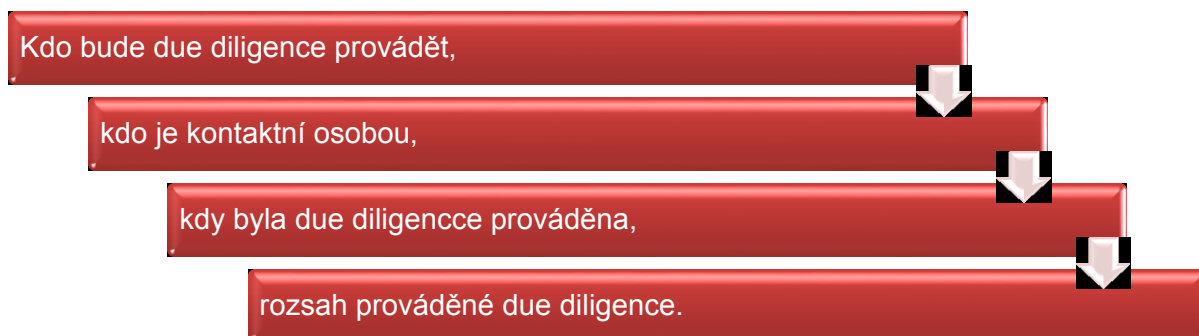 Kdo bude due diligence provádět,
kdo je kontaktní osobou,
kdy byla due diligencce prováděna,
rozsah prováděné due diligence.